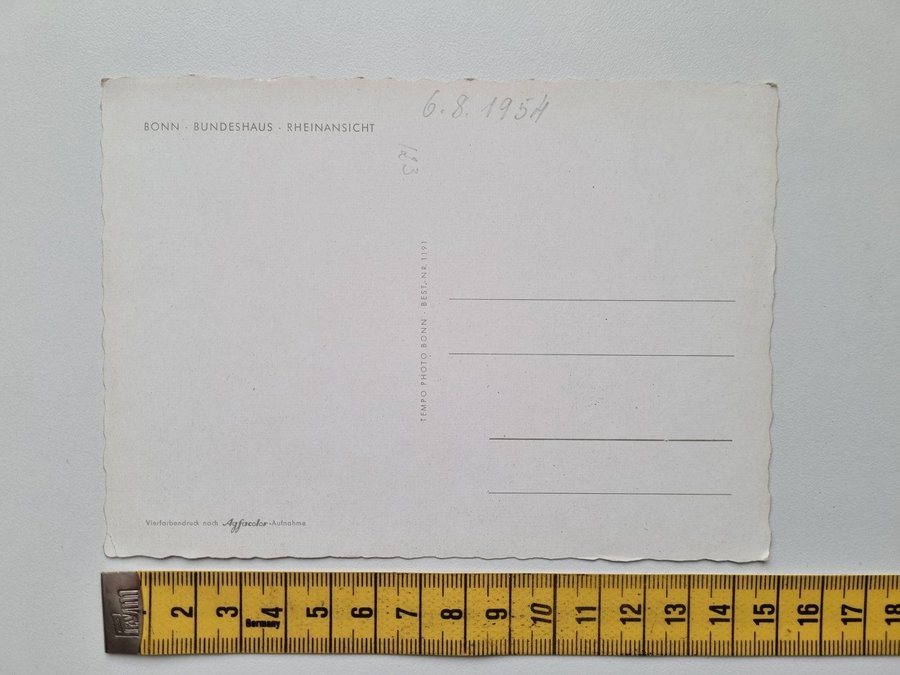 6.8.1954
BONN · BUNDESHAUS · RHEINANSICHT
TEMPO PHOTO BONN · BEST.-NR. 1191
Vierfarbendruck nach Agfacolor-Aufnahme
2 3 4 5 6 7 8 9 10 11 12 13 14 15 16 17 18
Germany